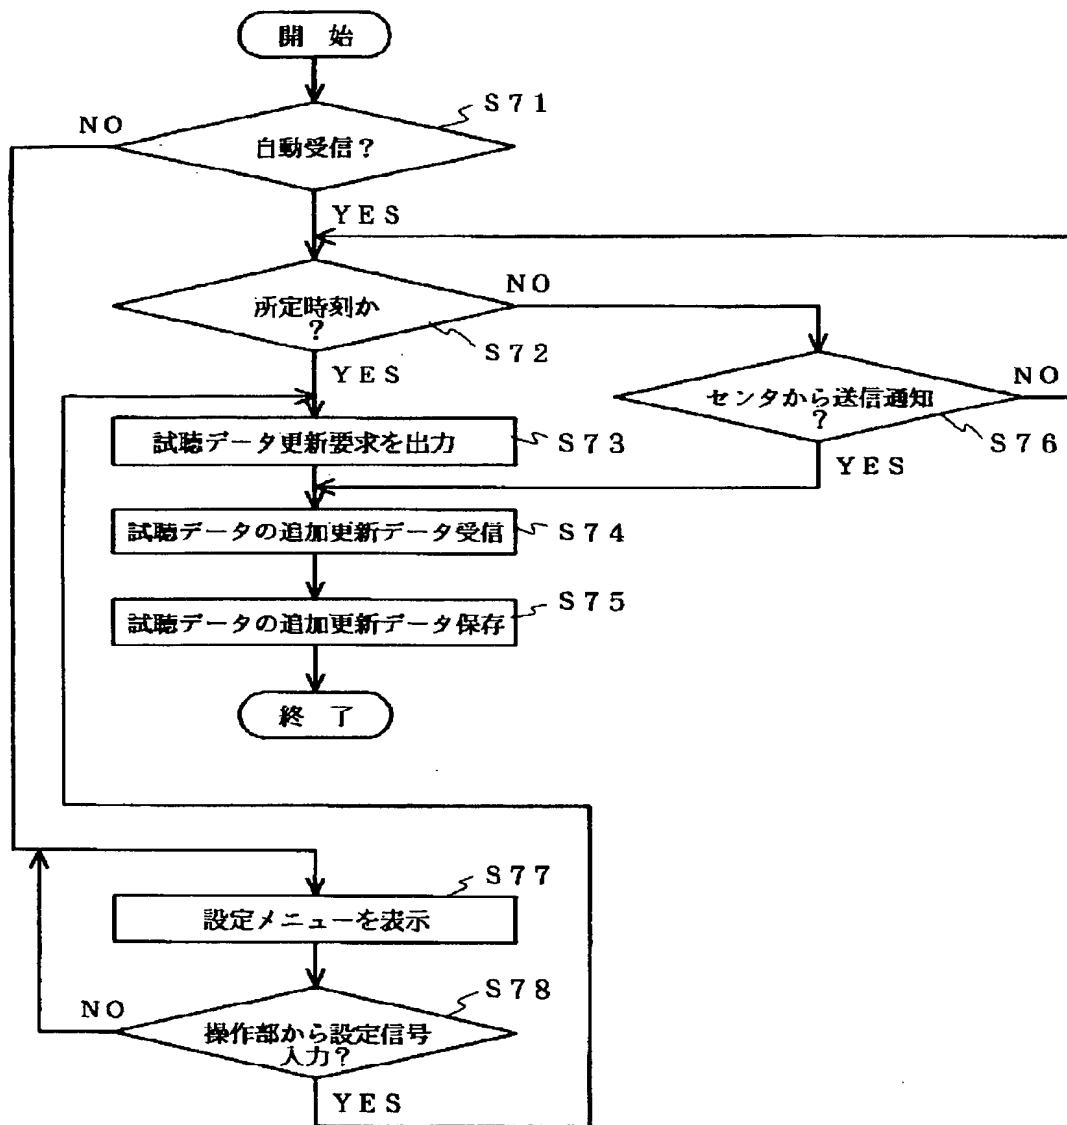 開 始
S71
NO
自動受信?
YES
所定時刻か
?
NO
S72
YES
センタから送信通知
?
NO
S76
YES
試聴データ更新要求を出力
S73
試聴データの追加更新データ受信
S74
試聴データの追加更新データ保存
S75
終 了
S77
設定メニューを表示
S78
NO
操作部から設定信号
入力?
YES